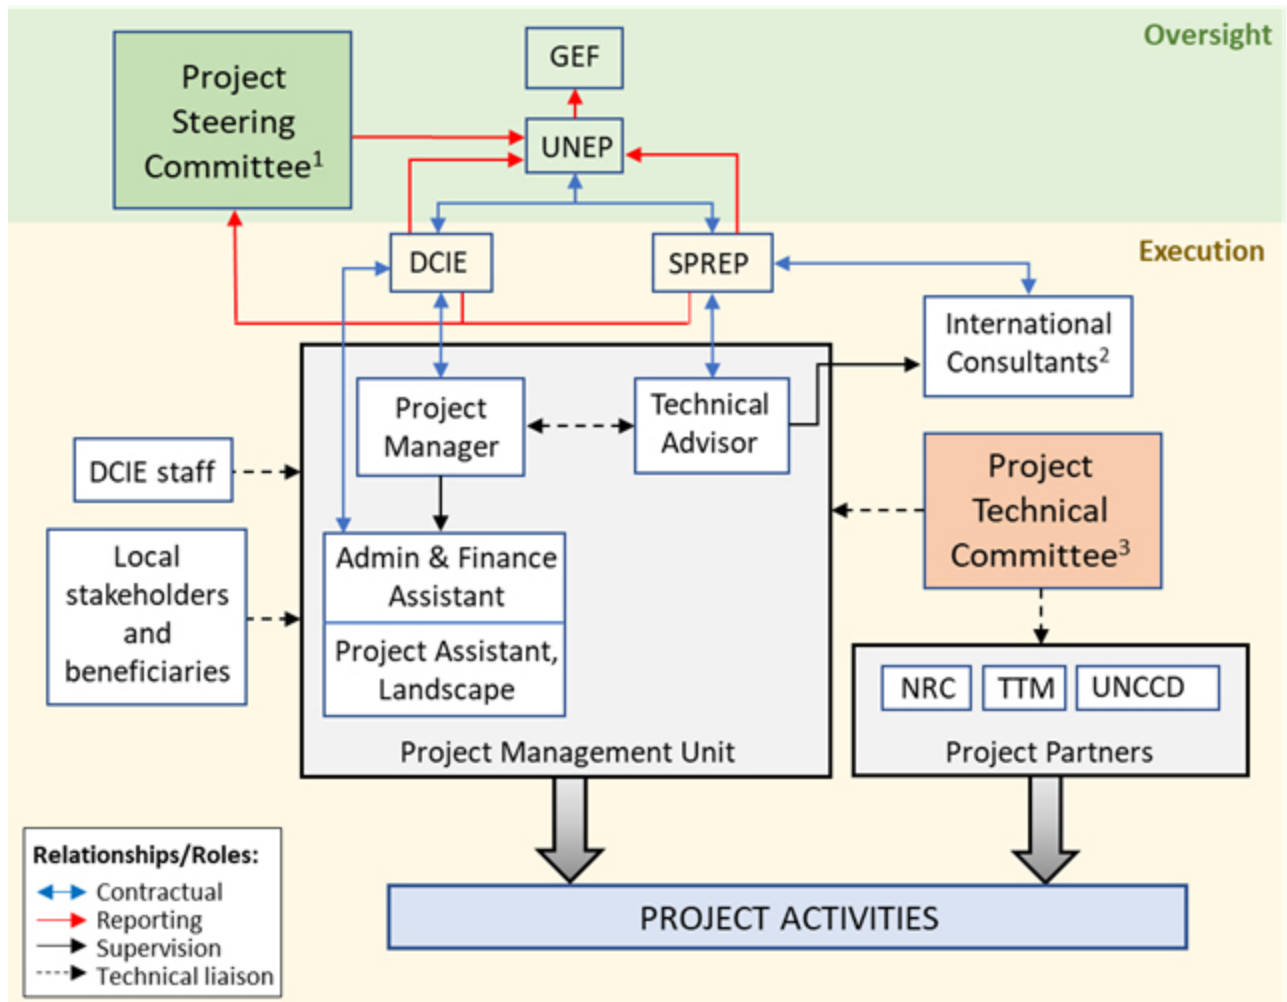 Oversight
GEF
Project
Steering
Committee¹
UNEP
Execution
DCIE
SPREP
International
Consultants²
Project
Manager
Technical
Advisor
DCIE staff
Project
Technical
Committee³
Local
stakeholders
and
beneficiaries
Admin & Finance
Assistant
Project Assistant,
Landscape
Project Management Unit
NRC
TTM
UNCCD
Project Partners
Relationships/Roles:
Contractual
Reporting
Supervision
Technical liaison
PROJECT ACTIVITIES